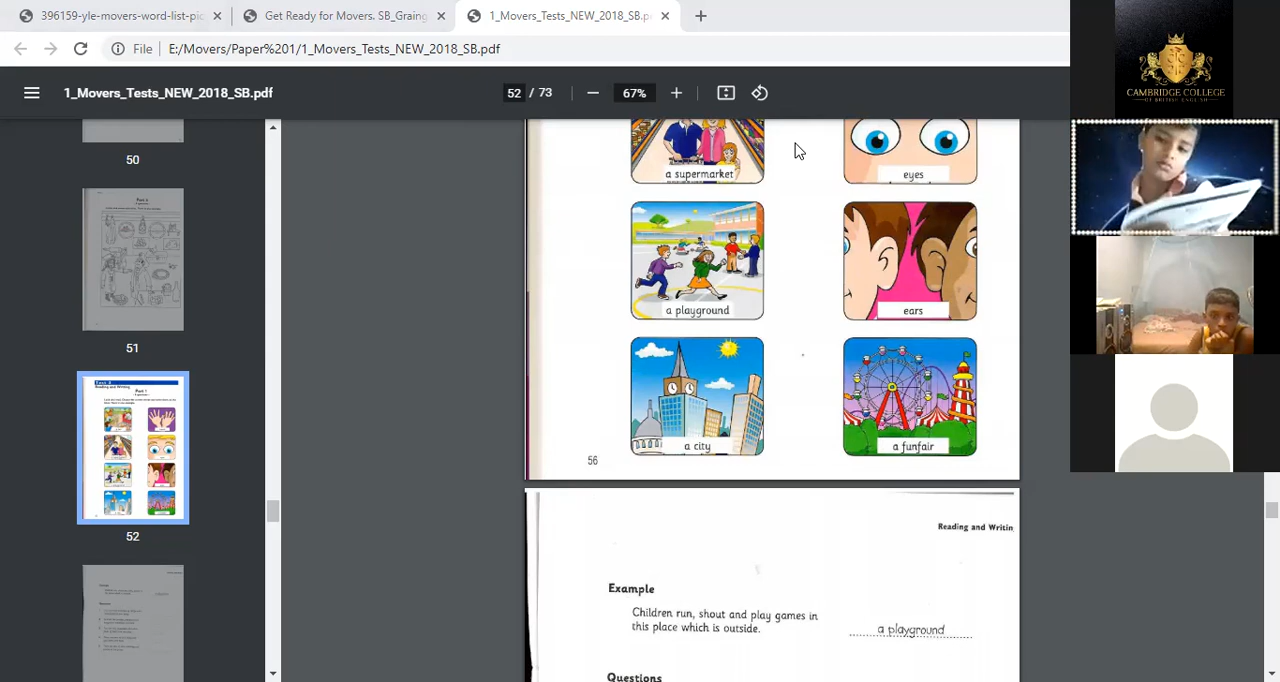 396159-yle-movers-word-list-pic
Get Ready for Movers. SB_Graing
1_Movers_Tests_NEW_2018_SB.p
File
E:/Movers/Paper%201/1_Movers_Tests_NEW_2018_SB.pdf
1_Movers_Tests_NEW_2018_SB.pdf
52 / 73
67%
CAMBRIDGE COLLEGE
OF BRITISH ENGLISH
50
51
52
a supermarket
eyes
a playground
ears
a city
a funfair
56
Reading and Writin
Example
Children run, shout and play games in
this place which is outside.
a playground
Questions